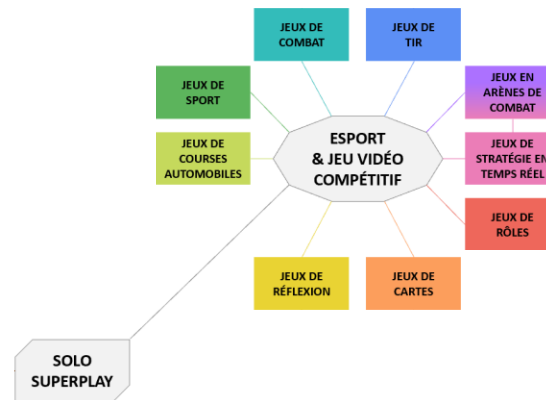 JEUX DE
COMBAT
JEUX DE
TIR
JEUX DE
SPORT
JEUX EN
ARÈNES DE
COMBAT
ESPORT
& JEU VIDÉO
COMPÉTITIF
JEUX DE
COURSES
AUTOMOBILES
JEUX DE
STRATÉGIE EN
TEMPS RÉEL
JEUX DE
RÔLES
JEUX DE
RÉFLEXION
JEUX DE
CARTES
SOLO
SUPERPLAY